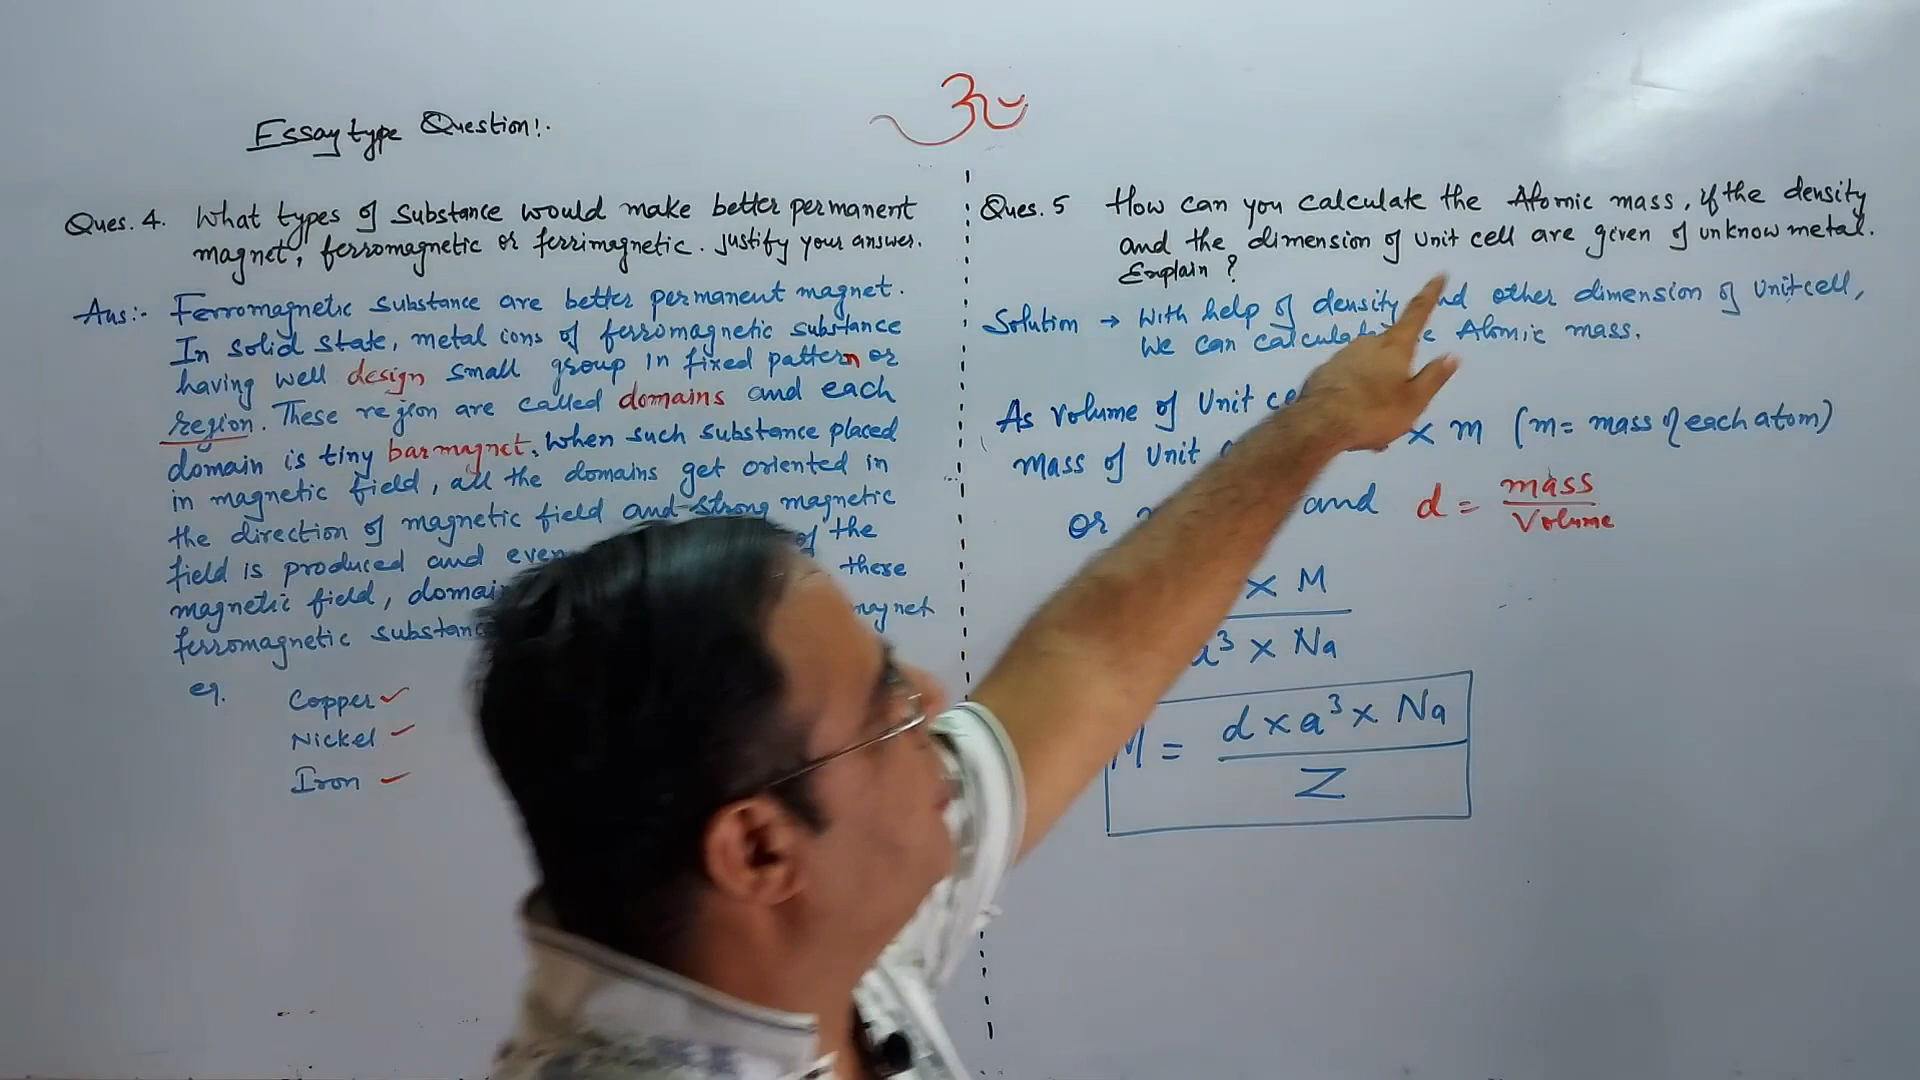 ॐ
Essay type Question:-
Ques. 4. What types of substance would make better permanent
magnet, ferromagnetic or ferrimagnetic. Justify your answer.
Ans:- Ferromagnetic substance are better permanent magnet.
In solid state, metal ions of ferromagnetic substance
having well design small group in fixed pattern or
region. These region are called domains and each
domain is tiny barmagnet. When such substance placed
in magnetic field, all the domains get oriented in
the direction of magnetic field and strong magnetic
field is produced and even of the
magnetic field, these
ferromagnetic magnet
eg.
Copper ✓
Nickel ✓
Iron ✓
Ques. 5 How can you calculate the Atomic mass, if the density
and the dimension of unit cell are given of unknow metal.
Explain ?
Solution → With help of density other dimension of Unitcell,
We can Atomic mass.
As volume of Unit
Mass of Unit × m (m= mass of each atom)
or and d = mass
Volume
× M
a³ × Na
M = d × a³ × Na
Z